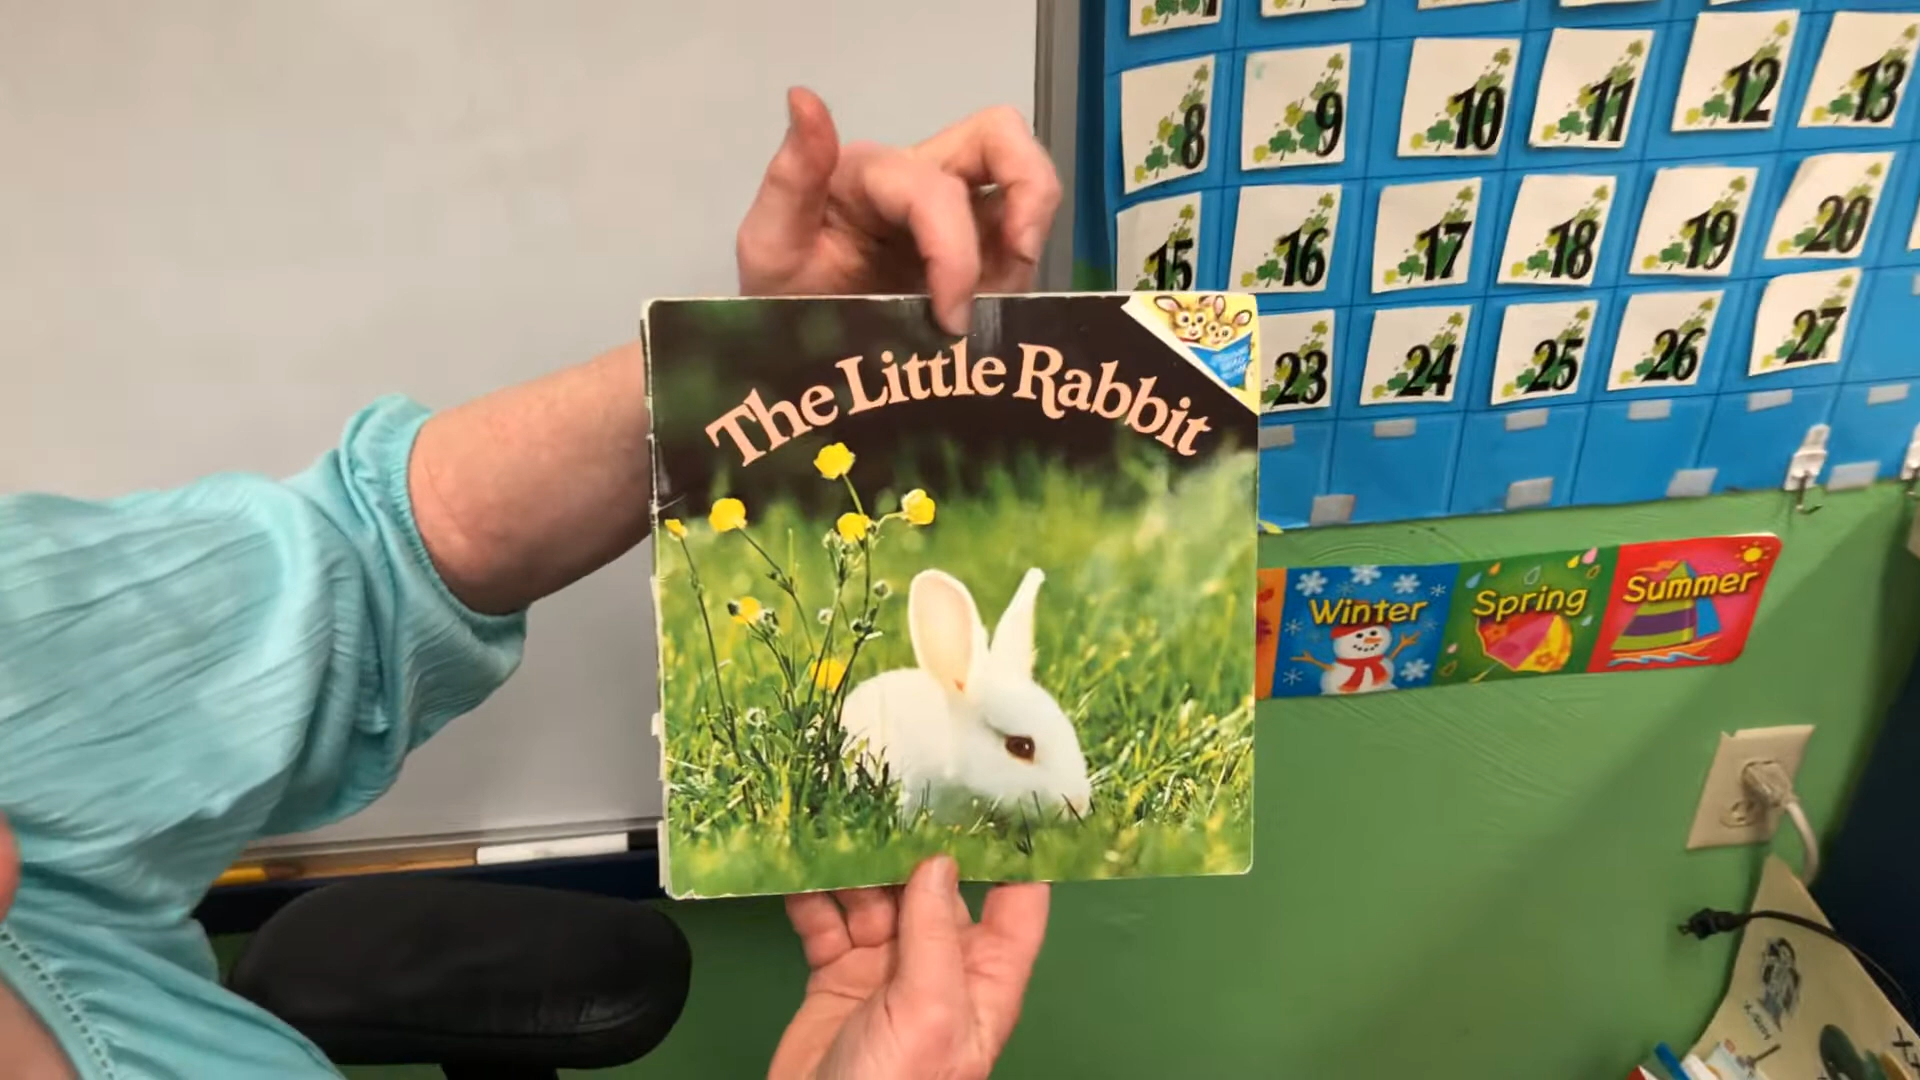 The Little Rabbit
8 9 10 11 12 13
15 16 17 18 19 20
23 24 25 26 27
Winter Spring Summer